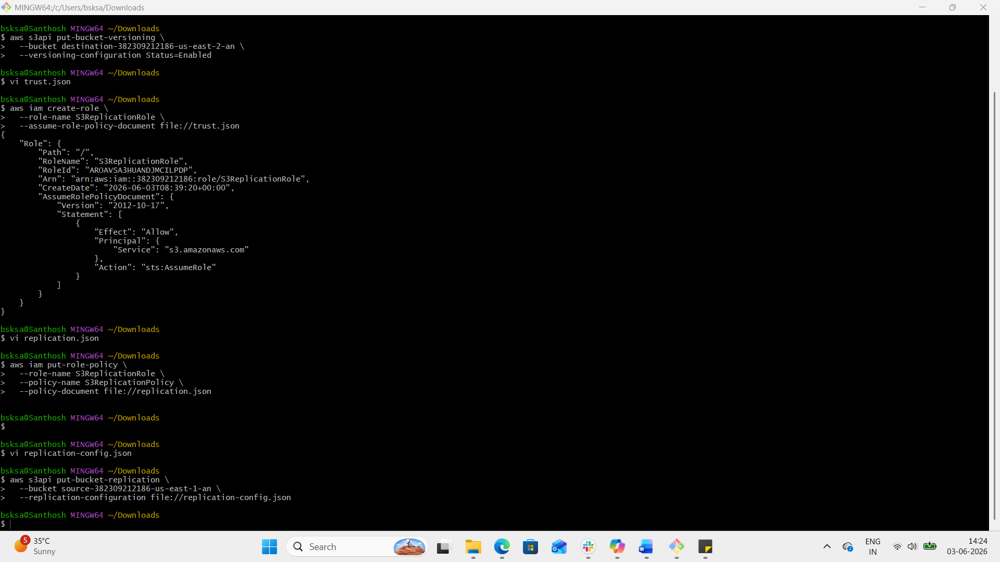 MINGW64:/c/Users/bsksa/Downloads
bsksa@Santhosh MINGW64 ~/Downloads
$ aws s3api put-bucket-versioning \
>   --bucket destination-382309212186-us-east-2-an \
>   --versioning-configuration Status=Enabled
bsksa@Santhosh MINGW64 ~/Downloads
$ vi trust.json
bsksa@Santhosh MINGW64 ~/Downloads
$ aws iam create-role \
>   --role-name S3ReplicationRole \
>   --assume-role-policy-document file://trust.json
{
    "Role": {
        "Path": "/",
        "RoleName": "S3ReplicationRole",
        "RoleId": "AROAVSA3HUANDJMCILPDP",
        "Arn": "arn:aws:iam::382309212186:role/S3ReplicationRole",
        "CreateDate": "2026-06-03T08:39:20+00:00",
        "AssumeRolePolicyDocument": {
            "Version": "2012-10-17",
            "Statement": [
                {
                    "Effect": "Allow",
                    "Principal": {
                        "Service": "s3.amazonaws.com"
                    },
                    "Action": "sts:AssumeRole"
                }
            ]
        }
    }
}
bsksa@Santhosh MINGW64 ~/Downloads
$ vi replication.json
bsksa@Santhosh MINGW64 ~/Downloads
$ aws iam put-role-policy \
>   --role-name S3ReplicationRole \
>   --policy-name S3ReplicationPolicy \
>   --policy-document file://replication.json
bsksa@Santhosh MINGW64 ~/Downloads
$
bsksa@Santhosh MINGW64 ~/Downloads
$ vi replication-config.json
bsksa@Santhosh MINGW64 ~/Downloads
$ aws s3api put-bucket-replication \
>   --bucket source-382309212186-us-east-1-an \
>   --replication-configuration file://replication-config.json
bsksa@Santhosh MINGW64 ~/Downloads
$
5
35°C
Sunny
Search
ENG
IN
14:24
03-06-2026